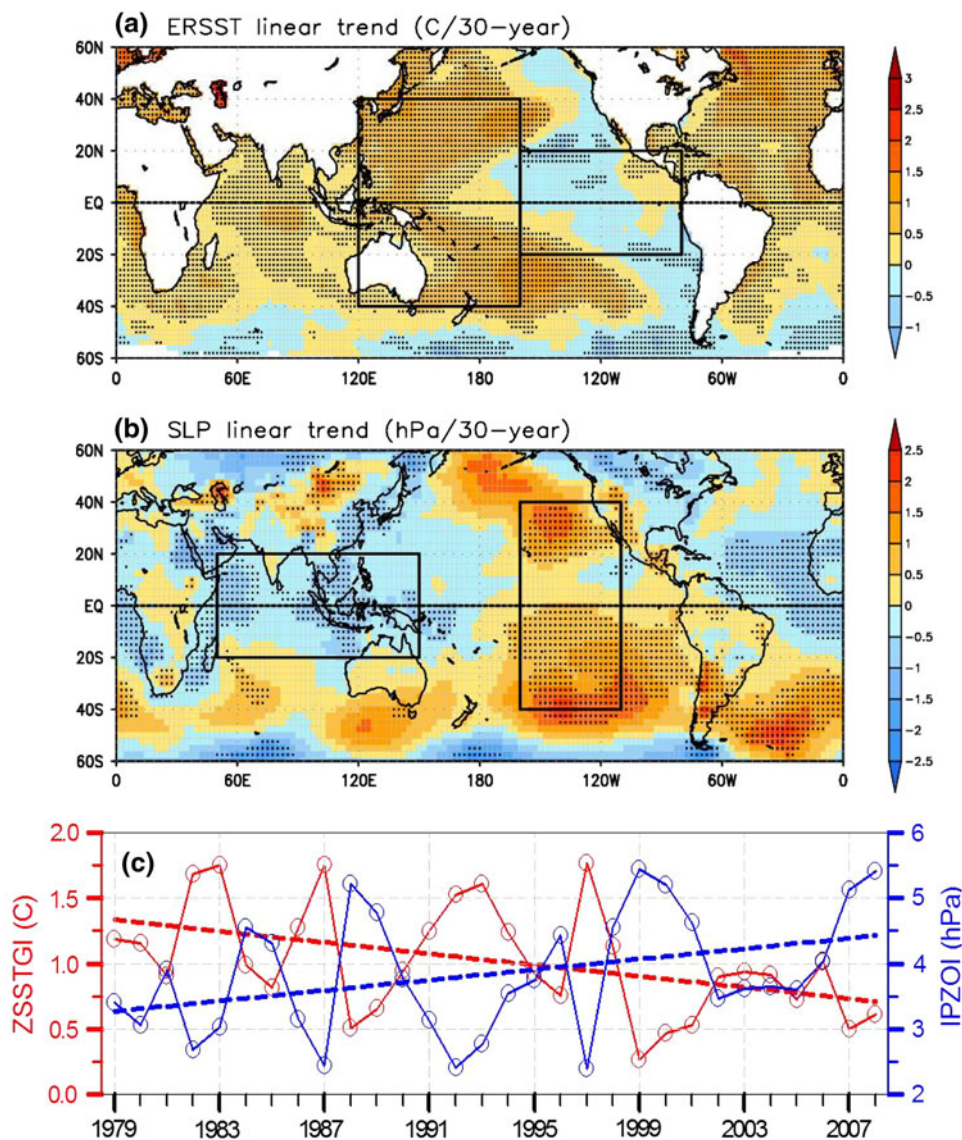 (a) ERSST linear trend (C/30-year)
60N
40N
20N
EQ
20S
40S
60S
0 60E 120E 180 120W 60W 0
3
2.5
2
1.5
1
0.5
0
-0.5
-1
(b) SLP linear trend (hPa/30-year)
60N
40N
20N
EQ
20S
40S
60S
0 60E 120E 180 120W 60W 0
2.5
2
1.5
1
0.5
0
-0.5
-1
-1.5
-2
-2.5
(c)
ZSSTGI (C)
2.0
1.5
1.0
0.5
0.0
IPZOI (hPa)
6
5
4
3
2
1979 1983 1987 1991 1995 1999 2003 2007